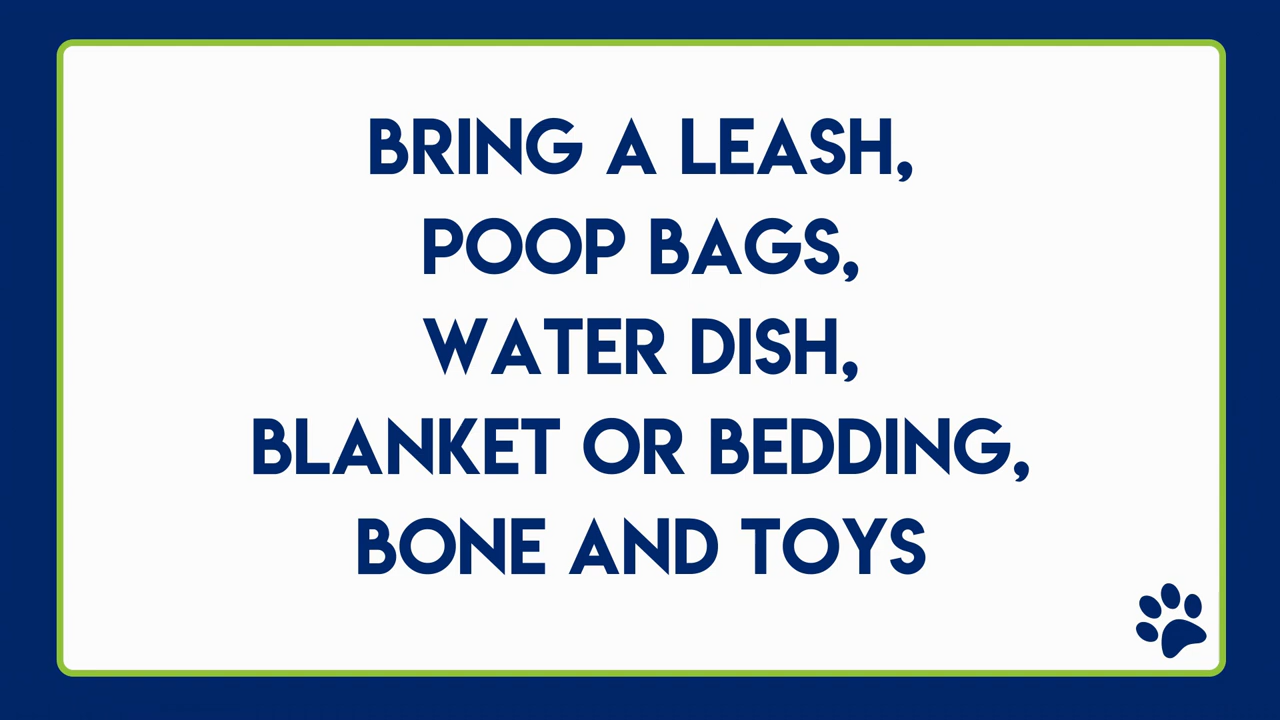 BRING A LEASH,
POOP BAGS,
WATER DISH,
BLANKET OR BEDDING,
BONE AND TOYS